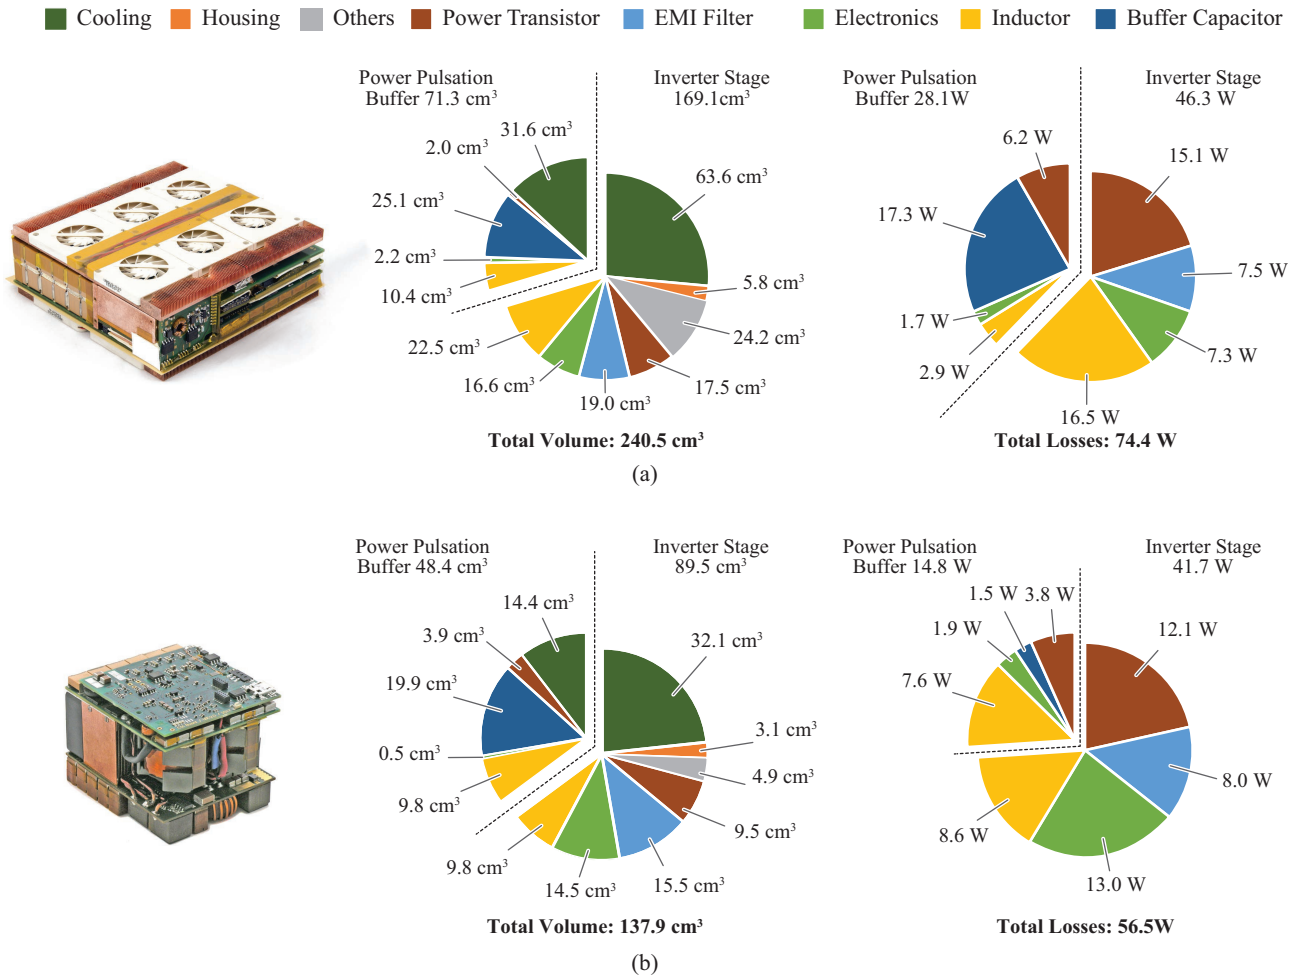 Cooling Housing Others Power Transistor EMI Filter Electronics Inductor Buffer Capacitor
Power Pulsation
Buffer 71.3 cm³
Inverter Stage
169.1cm³
31.6 cm³
2.0 cm³
25.1 cm³
2.2 cm³
10.4 cm³
63.6 cm³
5.8 cm³
24.2 cm³
17.5 cm³
19.0 cm³
16.6 cm³
22.5 cm³
Total Volume: 240.5 cm³
Power Pulsation
Buffer 28.1W
Inverter Stage
46.3 W
6.2 W
17.3 W
1.7 W
2.9 W
15.1 W
7.5 W
7.3 W
16.5 W
Total Losses: 74.4 W
(a)
Power Pulsation
Buffer 48.4 cm³
Inverter Stage
89.5 cm³
14.4 cm³
3.9 cm³
19.9 cm³
0.5 cm³
9.8 cm³
32.1 cm³
3.1 cm³
4.9 cm³
9.5 cm³
15.5 cm³
14.5 cm³
9.8 cm³
Total Volume: 137.9 cm³
Power Pulsation
Buffer 14.8 W
Inverter Stage
41.7 W
1.5 W 3.8 W
1.9 W
7.6 W
12.1 W
8.0 W
13.0 W
8.6 W
Total Losses: 56.5W
(b)